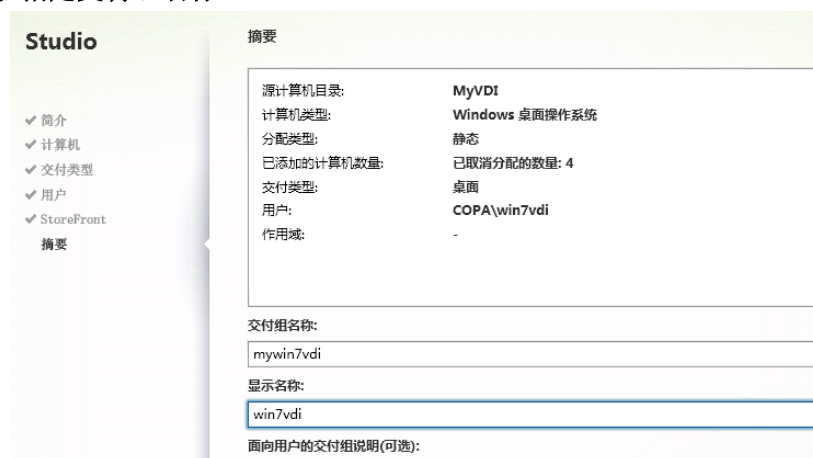 Studio
摘要
源计算机目录: MyVDI
计算机类型: Windows 桌面操作系统
分配类型: 静态
已添加的计算机数量: 已取消分配的数量: 4
交付类型: 桌面
用户: COPA\win7vdi
作用域: -
✔ 简介
✔ 计算机
✔ 交付类型
✔ 用户
✔ StoreFront
摘要
交付组名称:
mywin7vdi
显示名称:
win7vdi
面向用户的交付组说明(可选):